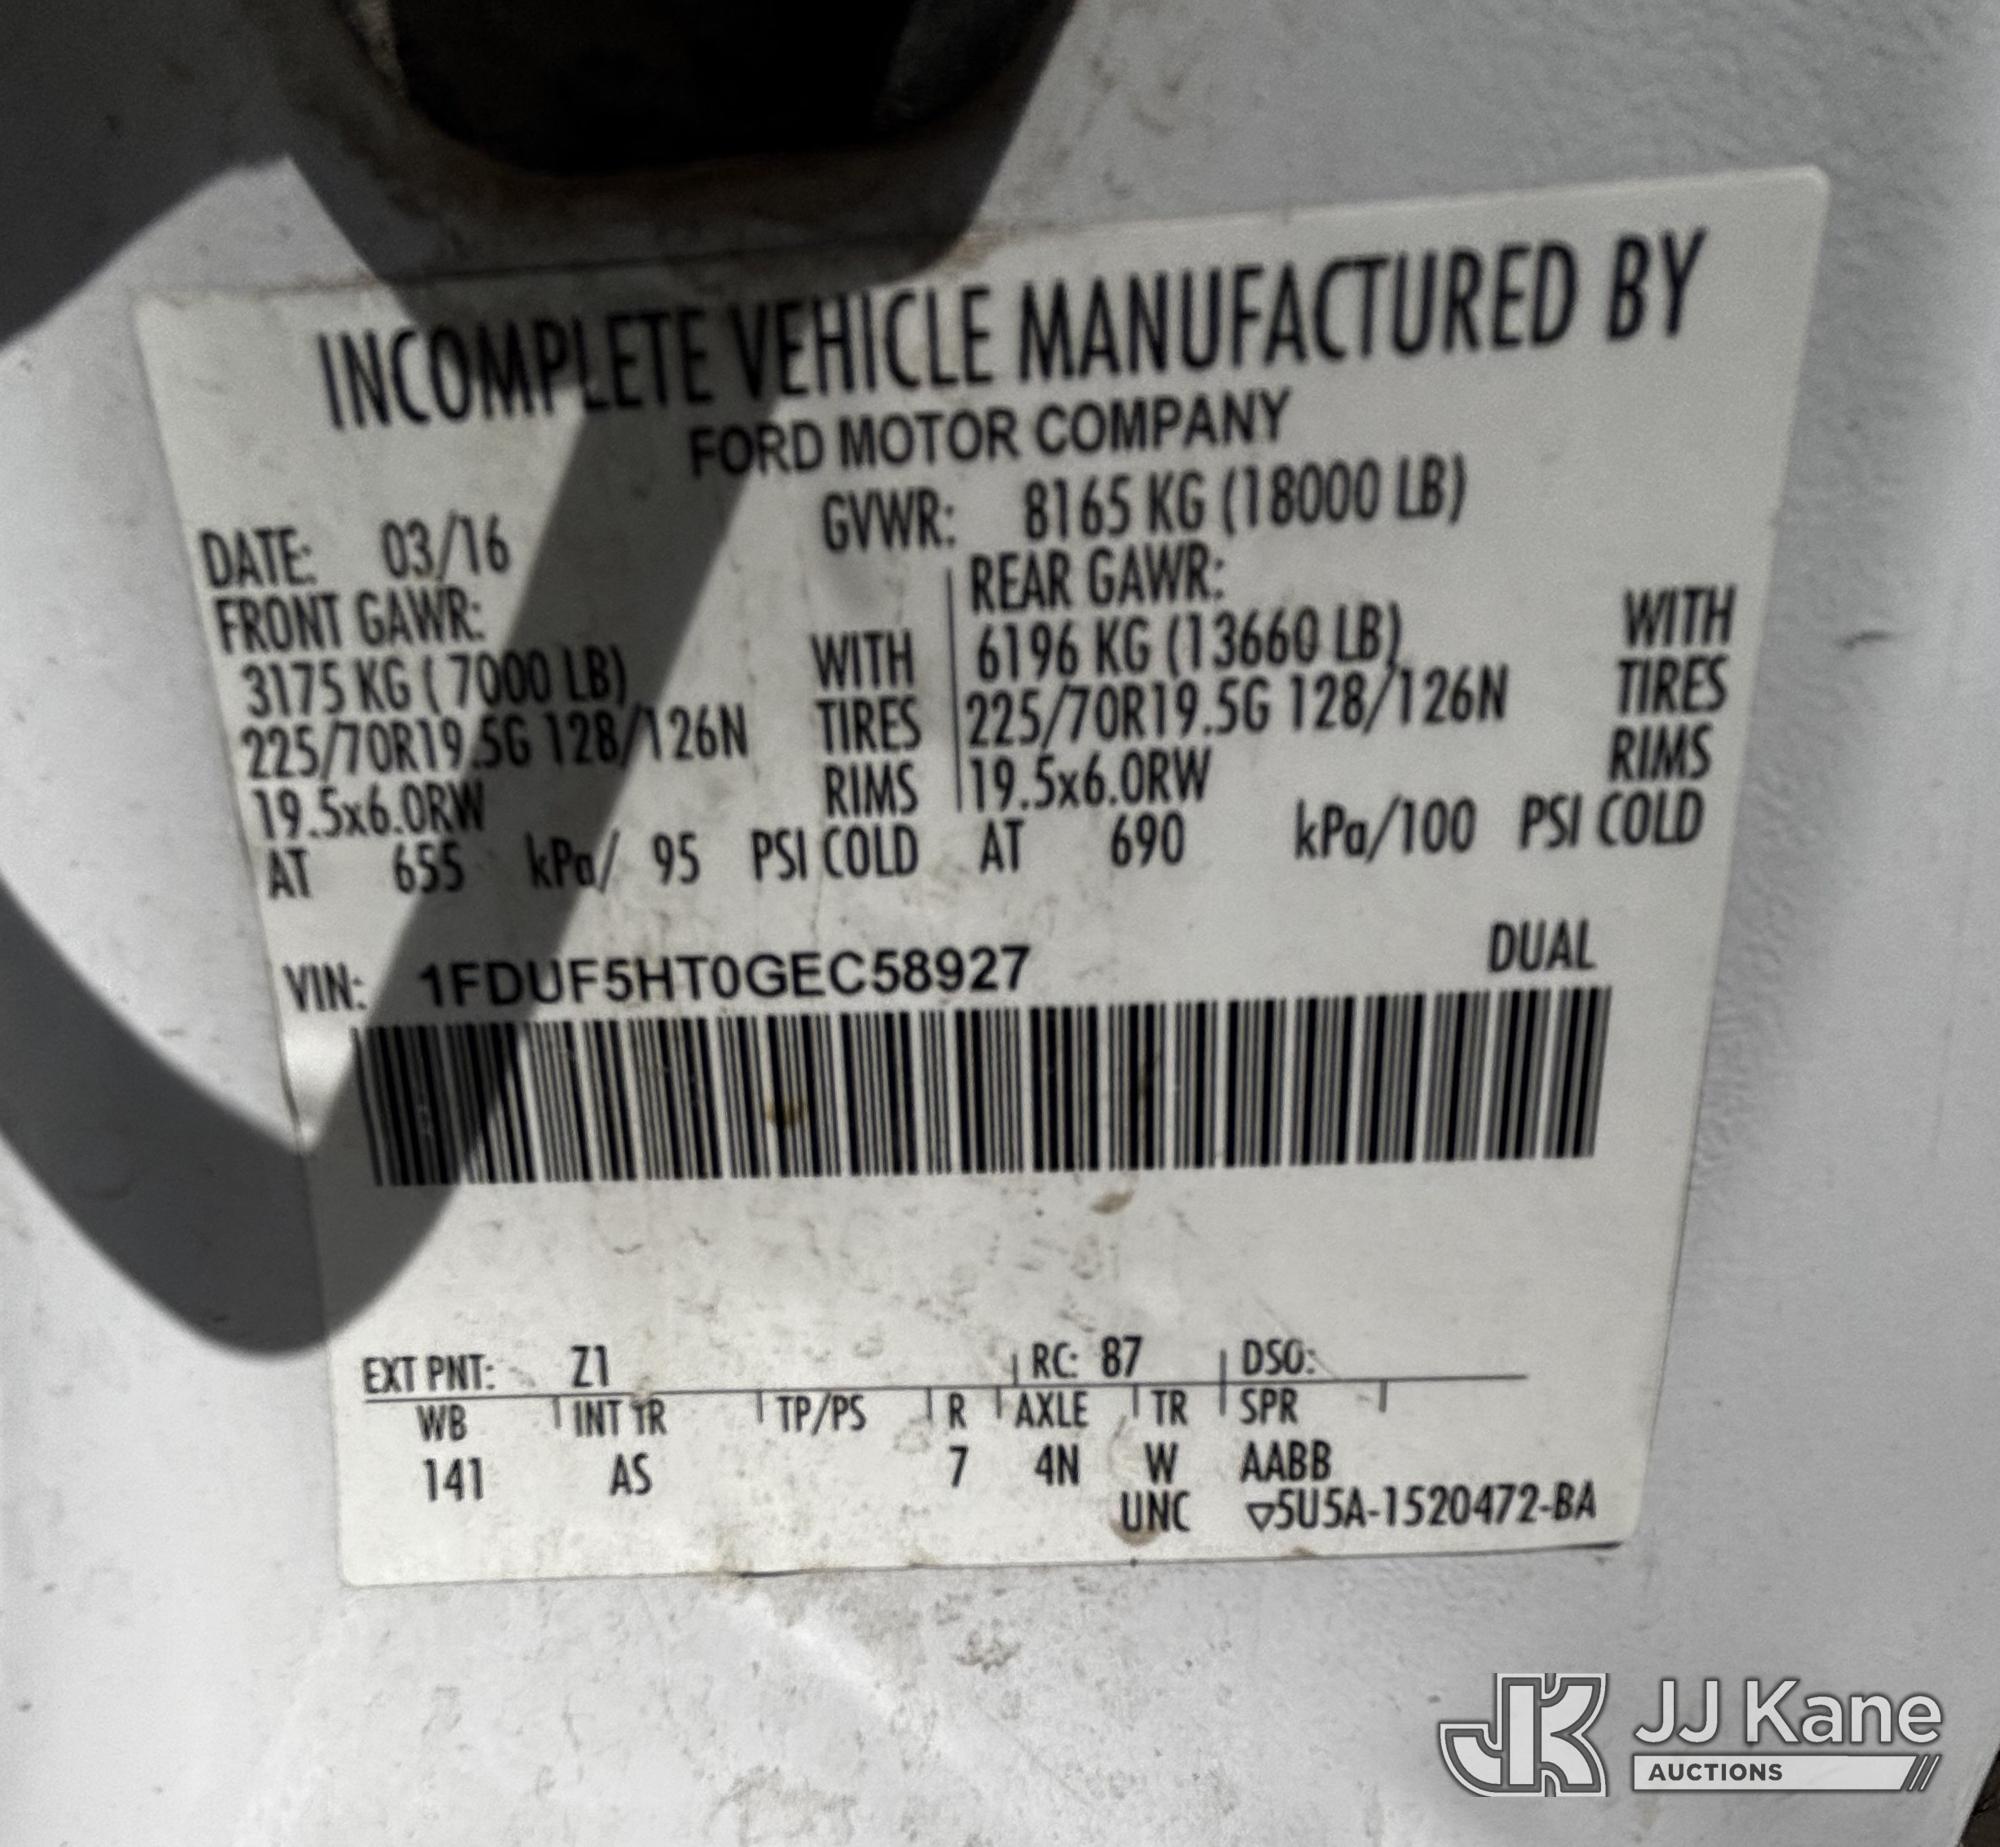 INCOMPLETE VEHICLE MANUFACTURED BY
FORD MOTOR COMPANY
DATE: 03/16 GVWR: 8165 KG (18000 LB)
FRONT GAWR: REAR GAWR:
3175 KG ( 7000 LB) WITH 6196 KG (13660 LB) WITH
225/70R19.5G 128/126N TIRES 225/70R19.5G 128/126N TIRES
19.5x6.0RW RIMS 19.5x6.0RW RIMS
AT 655 kPa/ 95 PSI COLD AT 690 kPa/100 PSI COLD
VIN: 1FDUF5HT0GEC58927 DUAL
EXT PNT: Z1 RC: 87 DSO:
WB INT TR TP/PS R AXLE TR SPR
141 AS 7 4N W AABB
UNC ▽5U5A-1520472-BA
JK JJ Kane
AUCTIONS